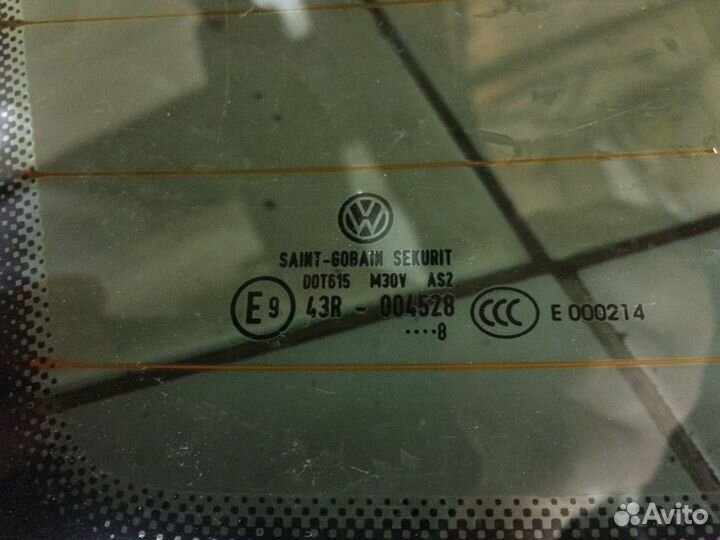 SAINT-GOBAIN SEKURIT
DOT615 M30V AS2
E9 43R - 004528
CCC E 000214
....8
Avito